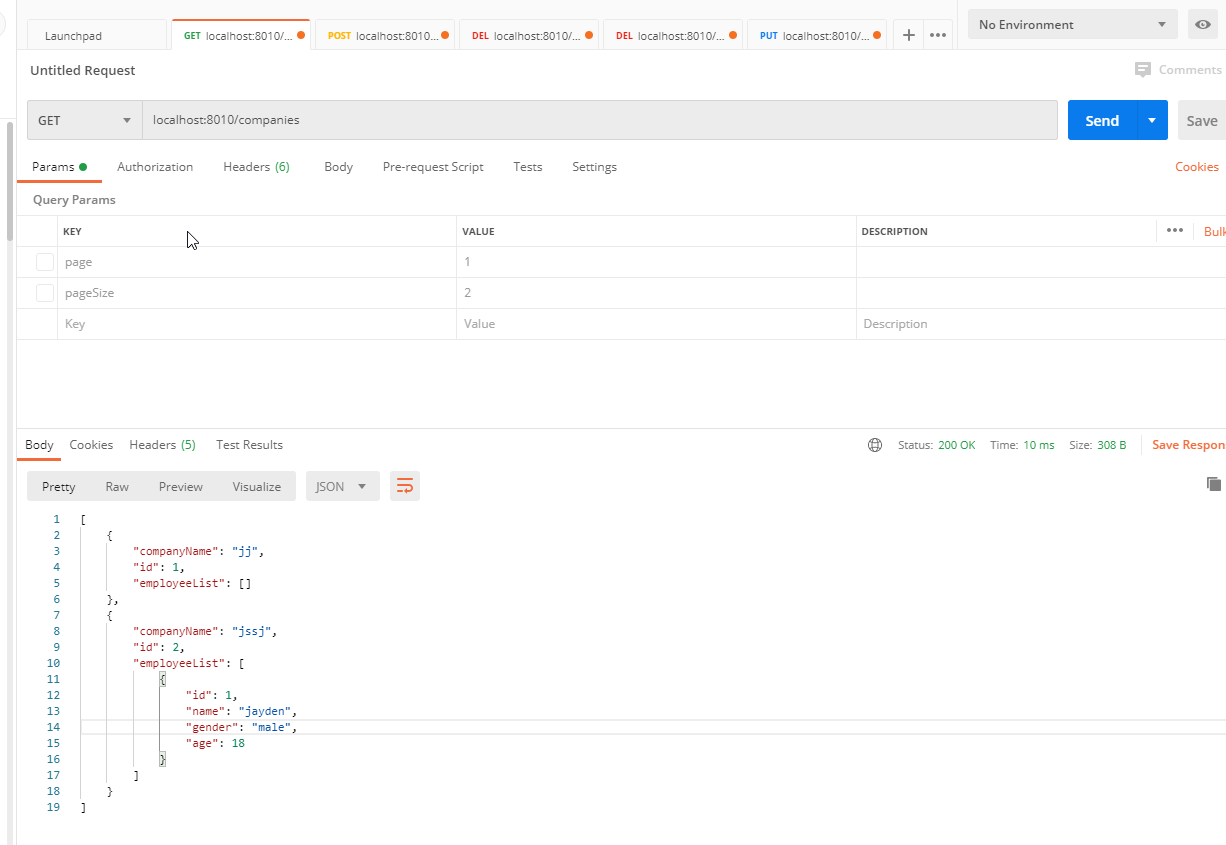 Launchpad GET localhost:8010/... POST localhost:8010... DEL localhost:8010/... DEL localhost:8010/... PUT localhost:8010/... + ••• No Environment
Untitled Request Comments
GET localhost:8010/companies Send Save
Params Authorization Headers (6) Body Pre-request Script Tests Settings Cookies
Query Params
KEY VALUE DESCRIPTION ••• Bulk
page 1
pageSize 2
Key Value Description
Body Cookies Headers (5) Test Results Status: 200 OK Time: 10 ms Size: 308 B Save Respon
Pretty Raw Preview Visualize JSON
1 [
2 {
3 "companyName": "jj",
4 "id": 1,
5 "employeeList": []
6 },
7 {
8 "companyName": "jssj",
9 "id": 2,
10 "employeeList": [
11 {
12 "id": 1,
13 "name": "jayden",
14 "gender": "male",
15 "age": 18
16 }
17 ]
18 }
19 ]